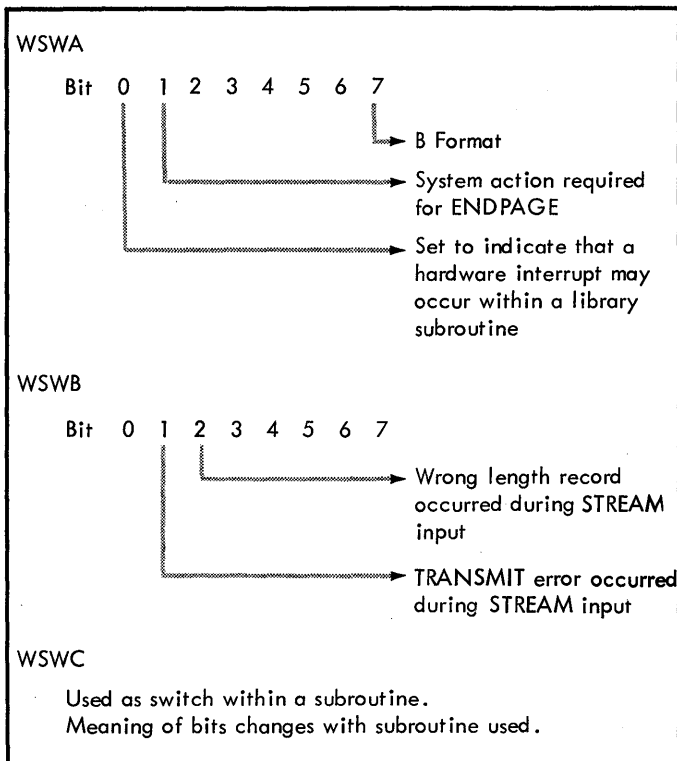 WSWA
Bit 0 1 2 3 4 5 6 7
B Format
System action required
for ENDPAGE
Set to indicate that a
hardware interrupt may
occur within a library
subroutine
WSWB
Bit 0 1 2 3 4 5 6 7
Wrong length record
occurred during STREAM
input
TRANSMIT error occurred
during STREAM input
WSWC
Used as switch within a subroutine.
Meaning of bits changes with subroutine used.